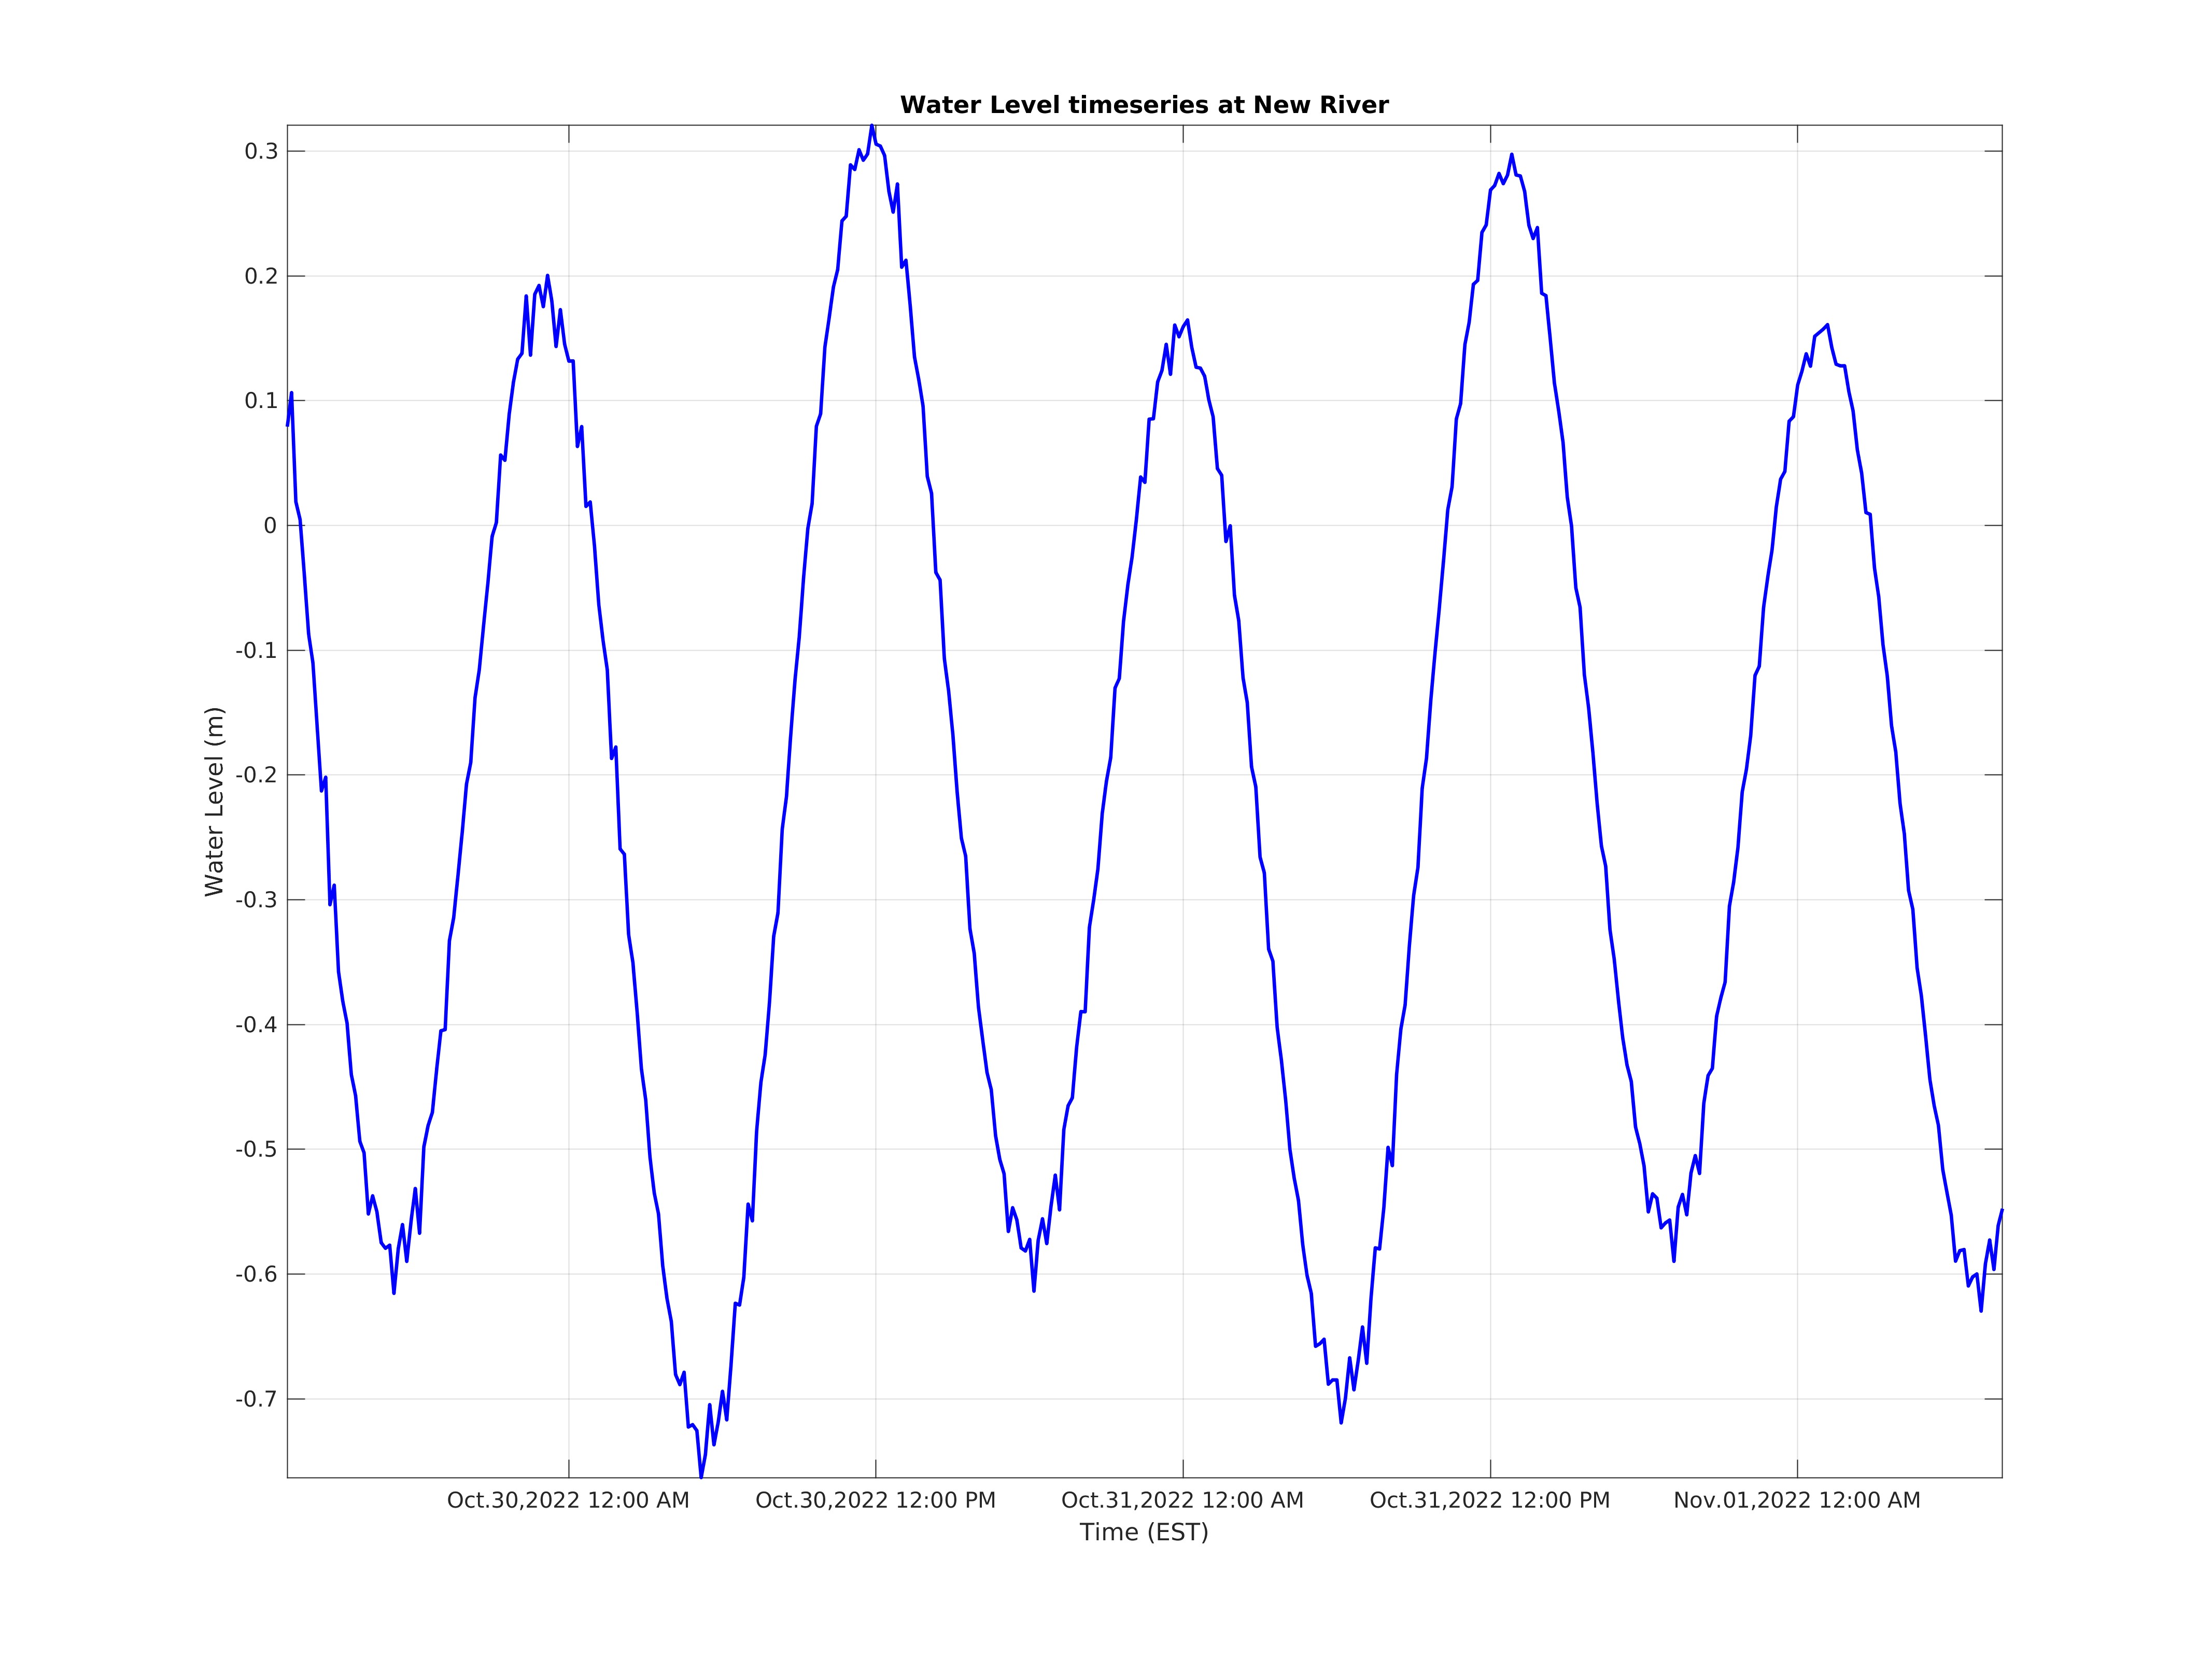 Water Level timeseries at New River
0.3
0.2
0.1
0
-0.1
-0.2
-0.3
-0.4
-0.5
-0.6
-0.7
Water Level (m)
Oct.30,2022 12:00 AM Oct.30,2022 12:00 PM Oct.31,2022 12:00 AM Oct.31,2022 12:00 PM Nov.01,2022 12:00 AM
Time (EST)